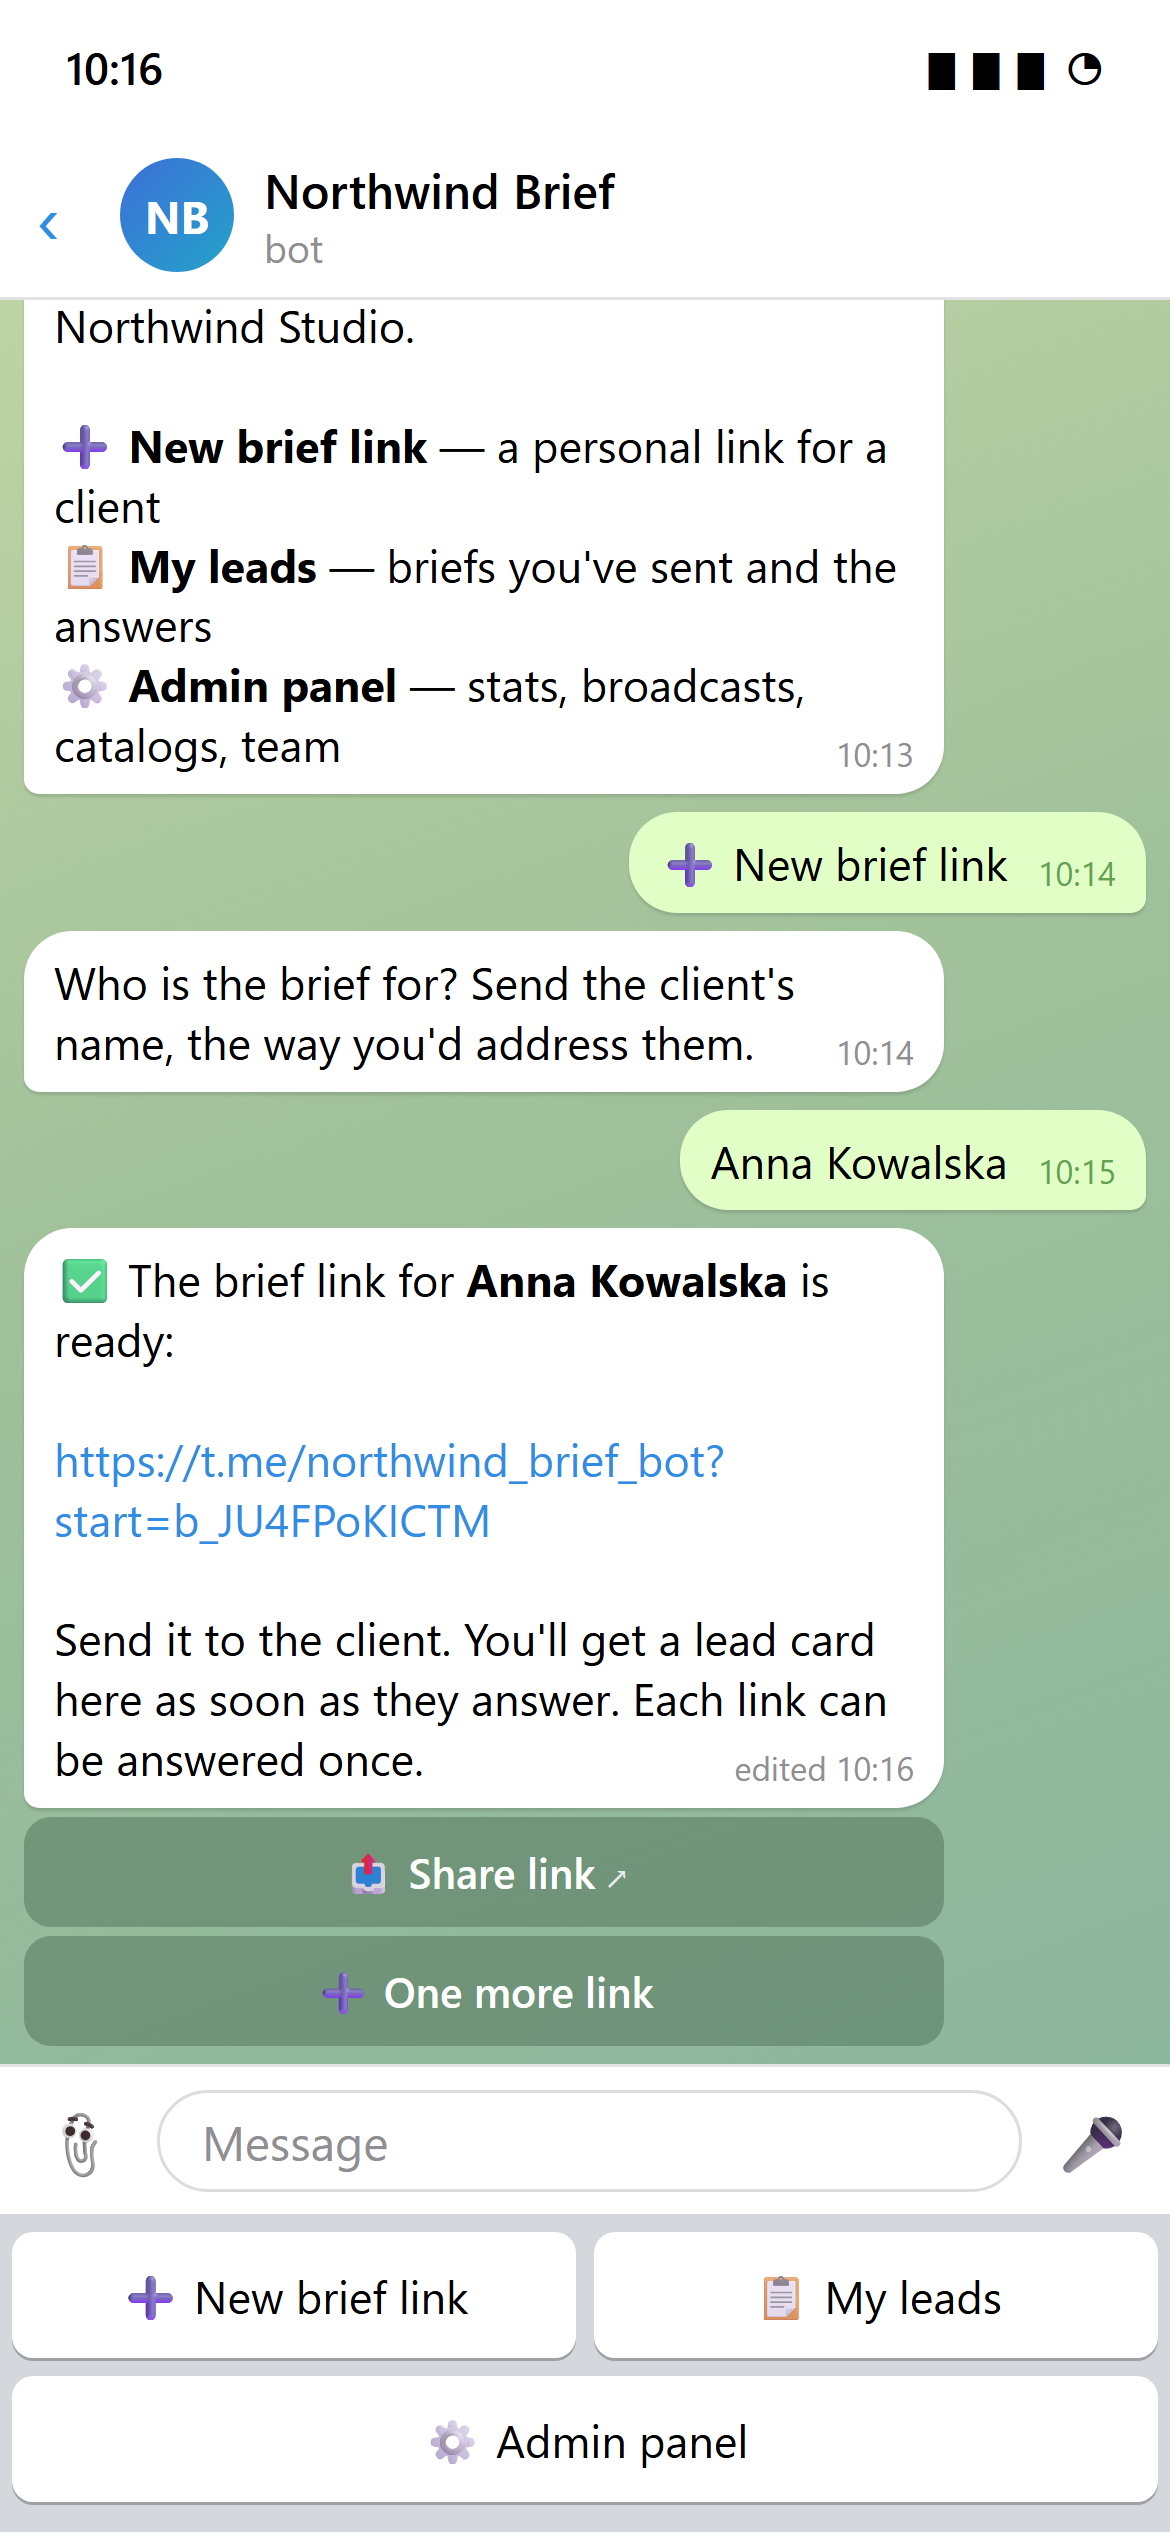 10:16
NB
Northwind Brief
bot
Northwind Studio.
➕ New brief link — a personal link for a
client
📋 My leads — briefs you've sent and the
answers
⚙️ Admin panel — stats, broadcasts,
catalogs, team 10:13
➕ New brief link 10:14
Who is the brief for? Send the client's
name, the way you'd address them. 10:14
Anna Kowalska 10:15
✅ The brief link for Anna Kowalska is
ready:
https://t.me/northwind_brief_bot?
start=b_JU4FPoKICTM
Send it to the client. You'll get a lead card
here as soon as they answer. Each link can
be answered once. edited 10:16
📤 Share link ↗
➕ One more link
Message
➕ New brief link
📋 My leads
⚙️ Admin panel